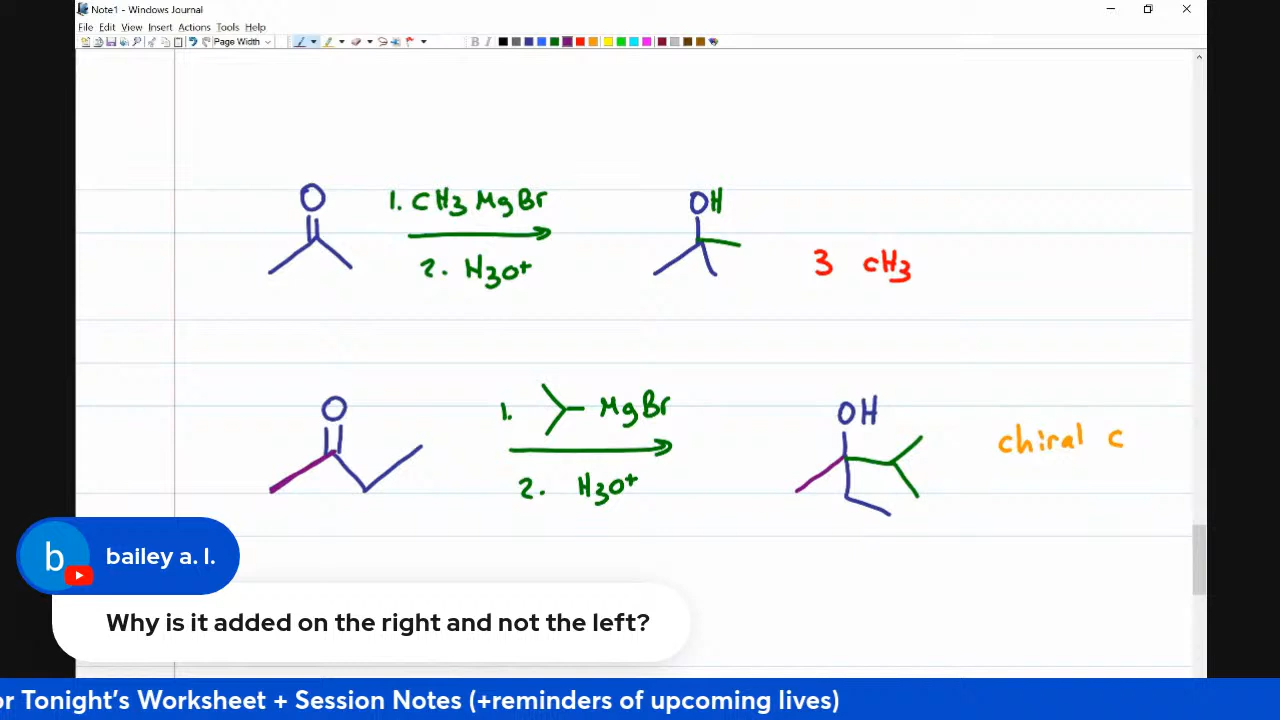 Note1 - Windows Journal
File Edit View Insert Actions Tools Help
Page Width
B I
O
1. CH3 MgBr
2. H3O+
OH
3 CH3
O
1. MgBr
2. H3O+
OH
chiral c
b
bailey a. l.
Why is it added on the right and not the left?
or Tonight's Worksheet + Session Notes (+reminders of upcoming lives)